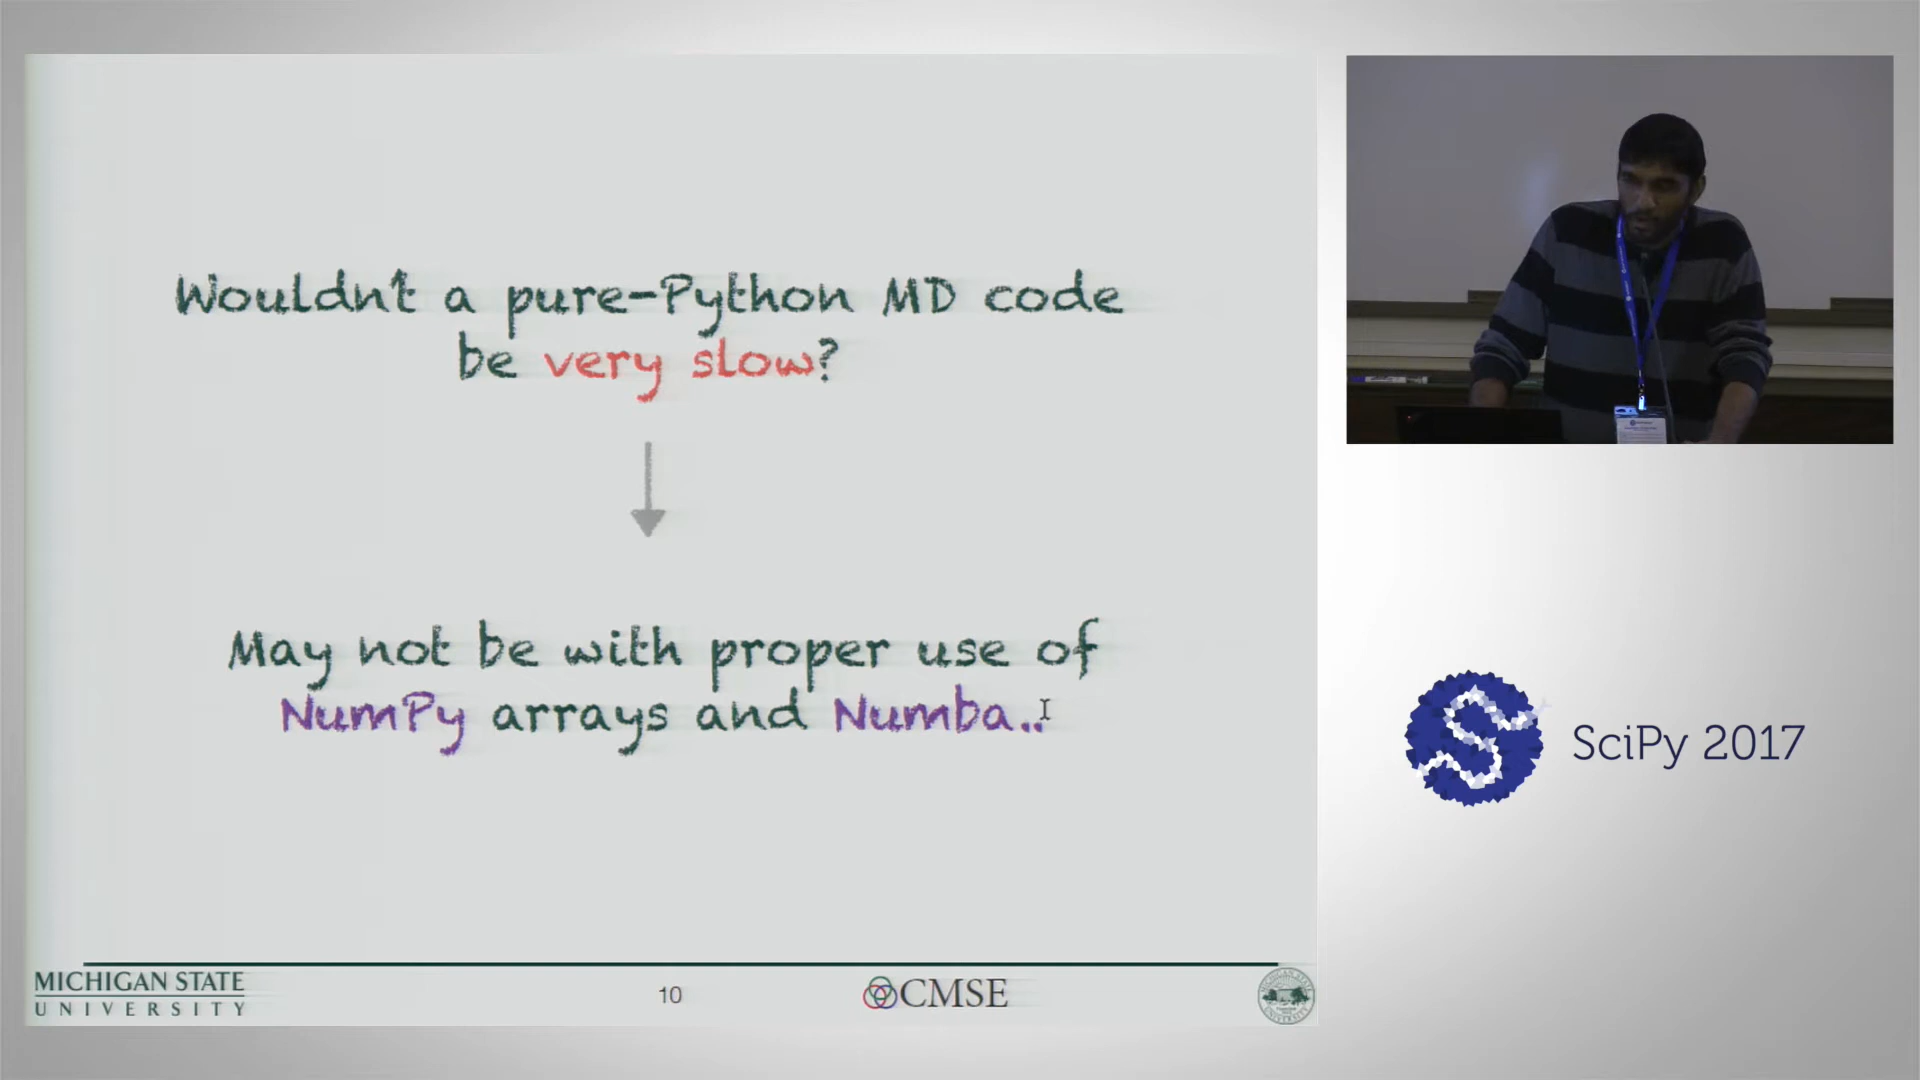 Wouldn't a pure-Python MD code
be very slow?
May not be with proper use of
NumPy arrays and Numba..
MICHIGAN STATE
UNIVERSITY
10
CMSE
SciPy 2017